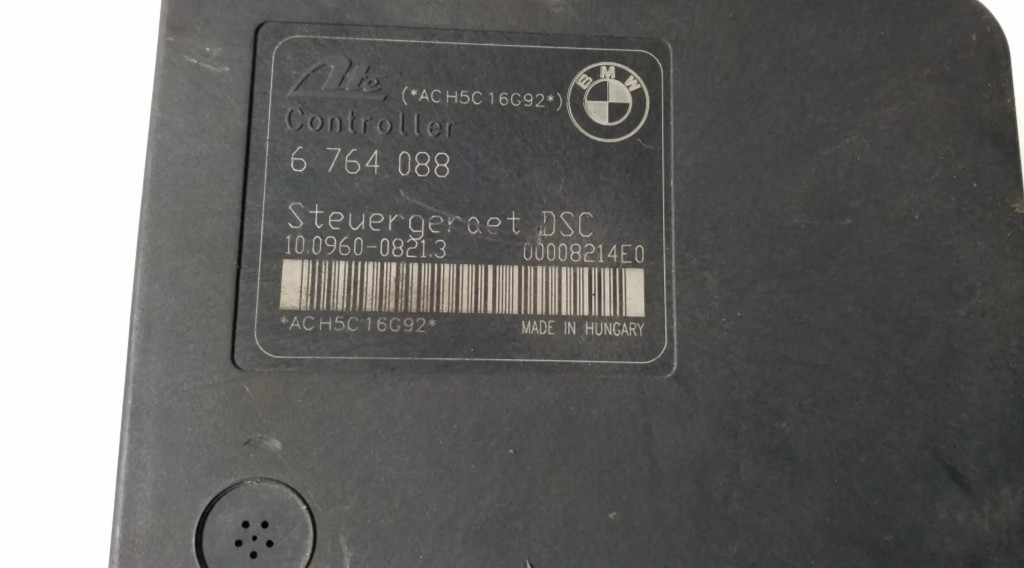 Ate
(*ACH5C16G92*)
BMW
Controller
6 764 088
Steuergeraet DSC
10.0960-0821.3 00008214E0
*ACH5C16G92*
MADE IN HUNGARY